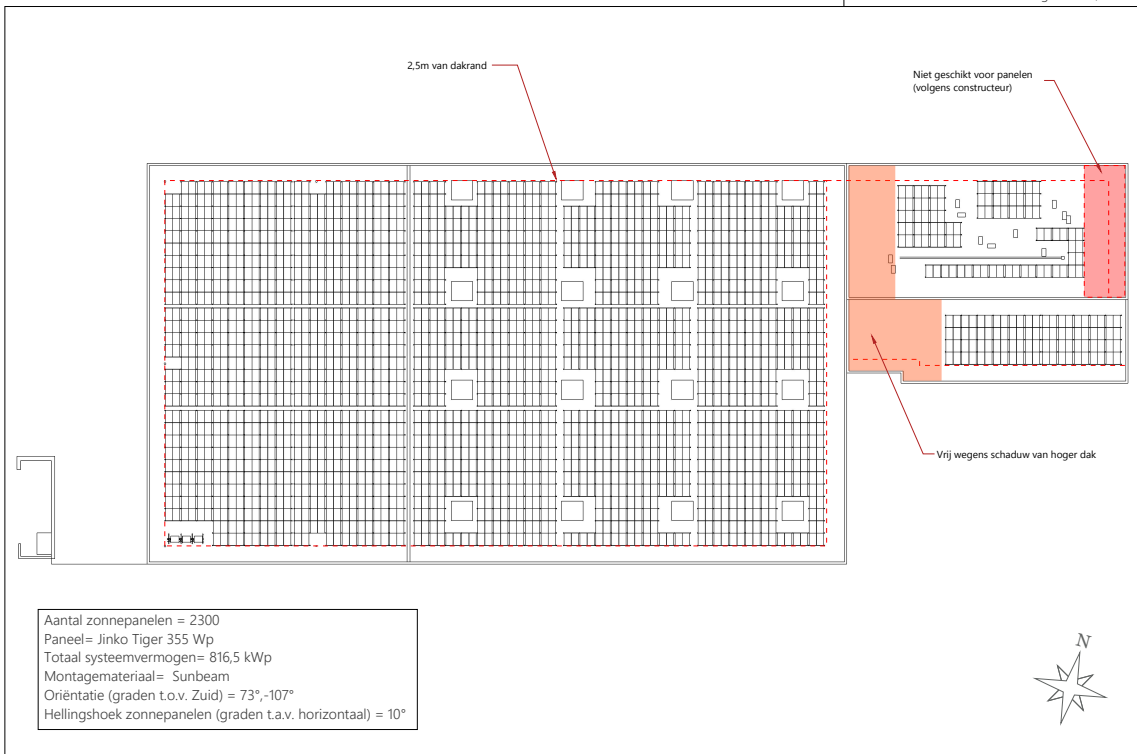 2,5m van dakrand
Niet geschikt voor panelen
(volgens constructeur)
Vrij wegens schaduw van hoger dak
Aantal zonnepanelen = 2300
Paneel= Jinko Tiger 355 Wp
Totaal systeemvermogen= 816,5 kWp
Montagemateriaal= Sunbeam
Oriëntatie (graden t.o.v. Zuid) = 73°,-107°
Hellingshoek zonnepanelen (graden t.a.v. horizontaal) = 10°
N